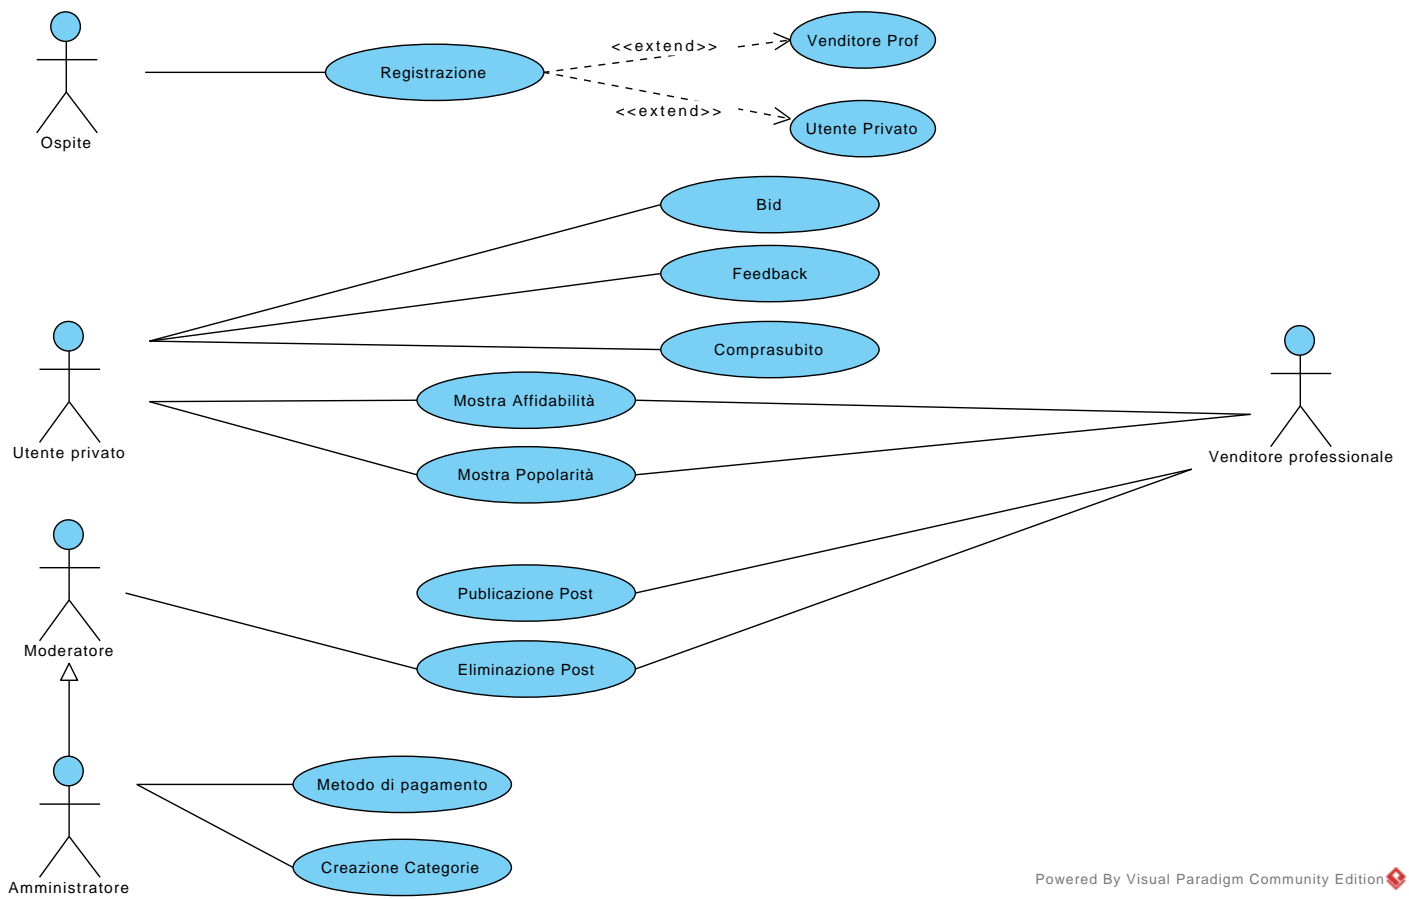 Ospite
Registrazione
<<extend>>
<<extend>>
Venditore Prof
Utente Privato
Bid
Feedback
Comprasubito
Mostra Affidabilità
Mostra Popolarità
Utente privato
Venditore professionale
Moderatore
Publicazione Post
Eliminazione Post
Amministratore
Metodo di pagamento
Creazione Categorie
Powered By Visual Paradigm Community Edition